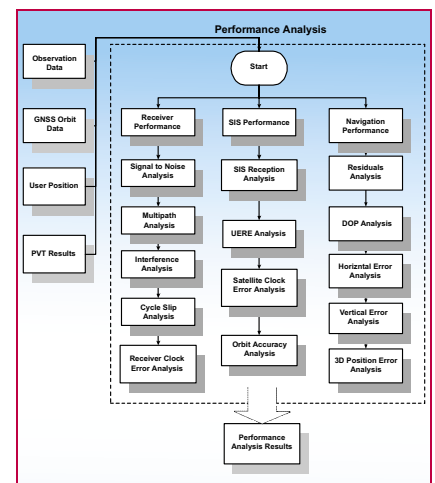 Performance Analysis
Observation
Data
GNSS Orbit
Data
User Position
PVT Results
Start
Receiver
Performance
Signal to Noise
Analysis
Multipath
Analysis
Interference
Analysis
Cycle Slip
Analysis
Receiver Clock
Error Analysis
SIS Performance
SIS Reception
Analysis
UERE Analysis
Satellite Clock
Error Analysis
Orbit Accuracy
Analysis
Navigation
Performance
Residuals
Analysis
DOP Analysis
Horizntal Error
Analysis
Vertical Error
Analysis
3D Position Error
Analysis
Performance
Analysis Results